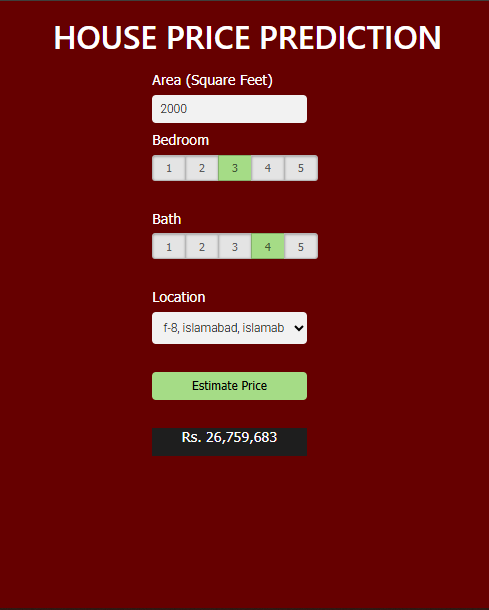 HOUSE PRICE PREDICTION
Area (Square Feet)
2000
Bedroom
1 2 3 4 5
Bath
1 2 3 4 5
Location
f-8, islamabad, islamab
Estimate Price
Rs. 26,759,683